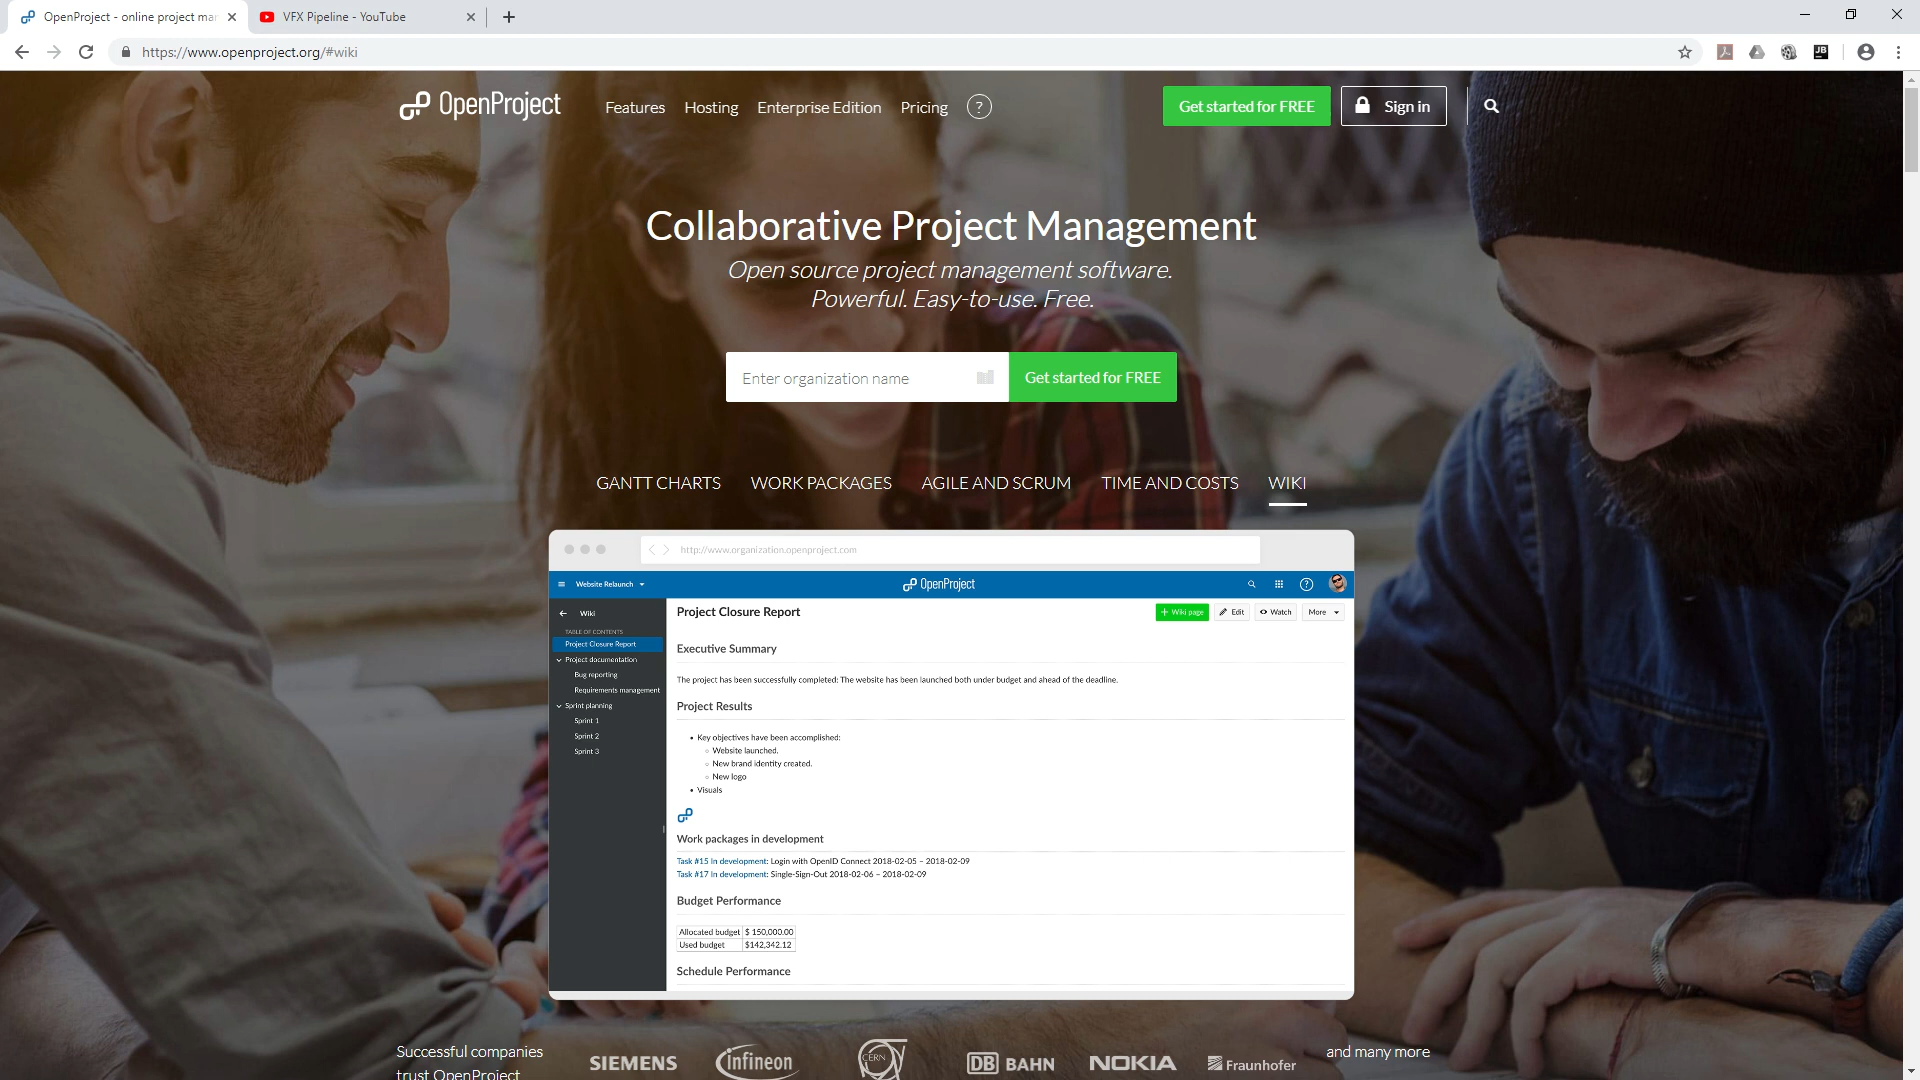 OpenProject - online project mar
VFX Pipeline - YouTube
https://www.openproject.org/#wiki
JB
OpenProject
Features
Hosting
Enterprise Edition
Pricing
?
Get started for FREE
Sign in
Collaborative Project Management
Open source project management software.
Powerful. Easy-to-use. Free.
Enter organization name
Get started for FREE
GANTT CHARTS
WORK PACKAGES
AGILE AND SCRUM
TIME AND COSTS
WIKI
http://www.organization.openproject.com
Website Relaunch
OpenProject
?
Wiki
TABLE OF CONTENTS
Project Closure Report
Project documentation
Bug reporting
Requirements management
Sprint planning
Sprint 1
Sprint 2
Sprint 3
Project Closure Report
+ Wiki page
Edit
Watch
More
Executive Summary
The project has been successfully completed: The website has been launched both under budget and ahead of the deadline.
Project Results
• Key objectives have been accomplished:
○ Website launched.
○ New brand identity created.
○ New logo
• Visuals
Work packages in development
Task #15 In development: Login with OpenID Connect 2018-02-05 – 2018-02-09
Task #17 In development: Single-Sign-Out 2018-02-06 – 2018-02-09
Budget Performance
Allocated budget $ 150,000.00
Used budget $142,342.12
Schedule Performance
Successful companies
trust OpenProject
SIEMENS
infineon
CERN
DB BAHN
NOKIA
Fraunhofer
and many more